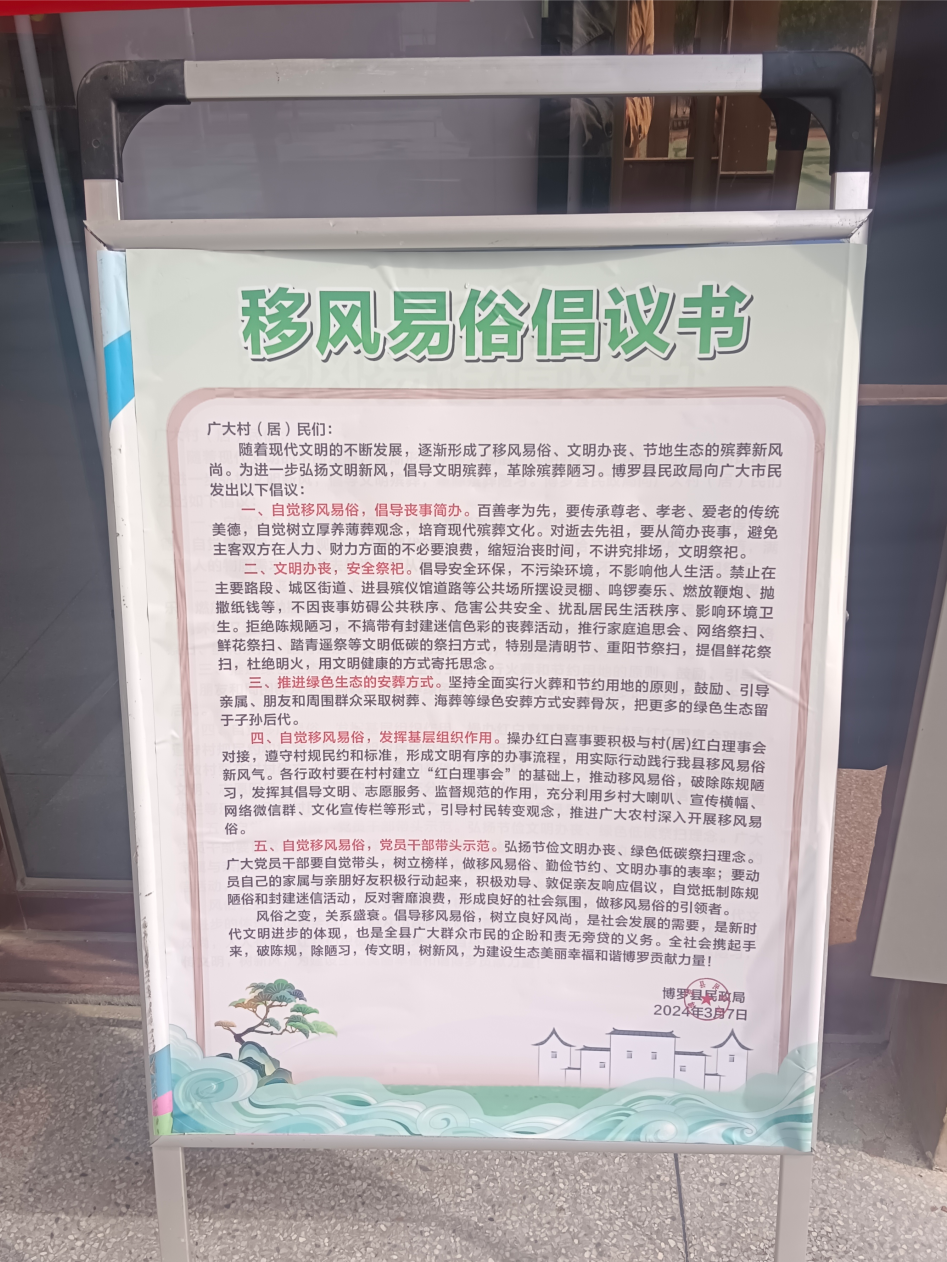 移风易俗倡议书
广大村（居）民们：
随着现代文明的不断发展，逐渐形成了移风易俗、文明办丧、节地生态的殡葬新风
尚。为进一步弘扬文明新风，倡导文明殡葬，革除殡葬陋习。博罗县民政局向广大市民
发出以下倡议：
一、自觉移风易俗，倡导丧事简办。百善孝为先，要传承尊老、孝老、爱老的传统
美德，自觉树立厚养薄葬观念，培育现代殡葬文化。对逝去先祖，要从简办丧事，避免
主客双方在人力、财力方面的不必要浪费，缩短治丧时间，不讲究排场，文明祭祀。
二、文明办丧，安全祭祀。倡导安全环保，不污染环境，不影响他人生活。禁止在
主要路段、城区街道、进县殡仪馆道路等公共场所摆设灵棚、鸣锣奏乐、燃放鞭炮、抛
撒纸钱等，不因丧事妨碍公共秩序、危害公共安全、扰乱居民生活秩序、影响环境卫
生。拒绝陈规陋习，不搞带有封建迷信色彩的丧葬活动，推行家庭追思会、网络祭扫、
鲜花祭扫、踏青遥祭等文明低碳的祭扫方式，特别是清明节、重阳节祭扫，提倡鲜花祭
扫，杜绝明火，用文明健康的方式寄托思念。
三、推进绿色生态的安葬方式。坚持全面实行火葬和节约用地的原则，鼓励、引导
亲属、朋友和周围群众采取树葬、海葬等绿色安葬方式安葬骨灰，把更多的绿色生态留
于子孙后代。
四、自觉移风易俗，发挥基层组织作用。操办红白喜事要积极与村(居)红白理事会
对接，遵守村规民约和标准，形成文明有序的办事流程，用实际行动践行我县移风易俗
新风气。各行政村要在村村建立“红白理事会”的基础上，推动移风易俗，破除陈规陋
习，发挥其倡导文明、志愿服务、监督规范的作用，充分利用乡村大喇叭、宣传横幅、
网络微信群、文化宣传栏等形式，引导村民转变观念，推进广大农村深入开展移风易
俗。
五、自觉移风易俗，党员干部带头示范。弘扬节俭文明办丧、绿色低碳祭扫理念。
广大党员干部要自觉带头，树立榜样，做移风易俗、勤俭节约、文明办事的表率；要动
员自己的家属与亲朋好友积极行动起来，积极劝导、敦促亲友响应倡议，自觉抵制陈规
陋俗和封建迷信活动，反对奢靡浪费，形成良好的社会氛围，做移风易俗的引领者。
风俗之变，关系盛衰。倡导移风易俗，树立良好风尚，是社会发展的需要，是新时
代文明进步的体现，也是全县广大群众市民的企盼和责无旁贷的义务。全社会携起手
来，破陈规，除陋习，传文明，树新风，为建设生态美丽幸福和谐博罗贡献力量！
博罗县民政局
2024年3月7日